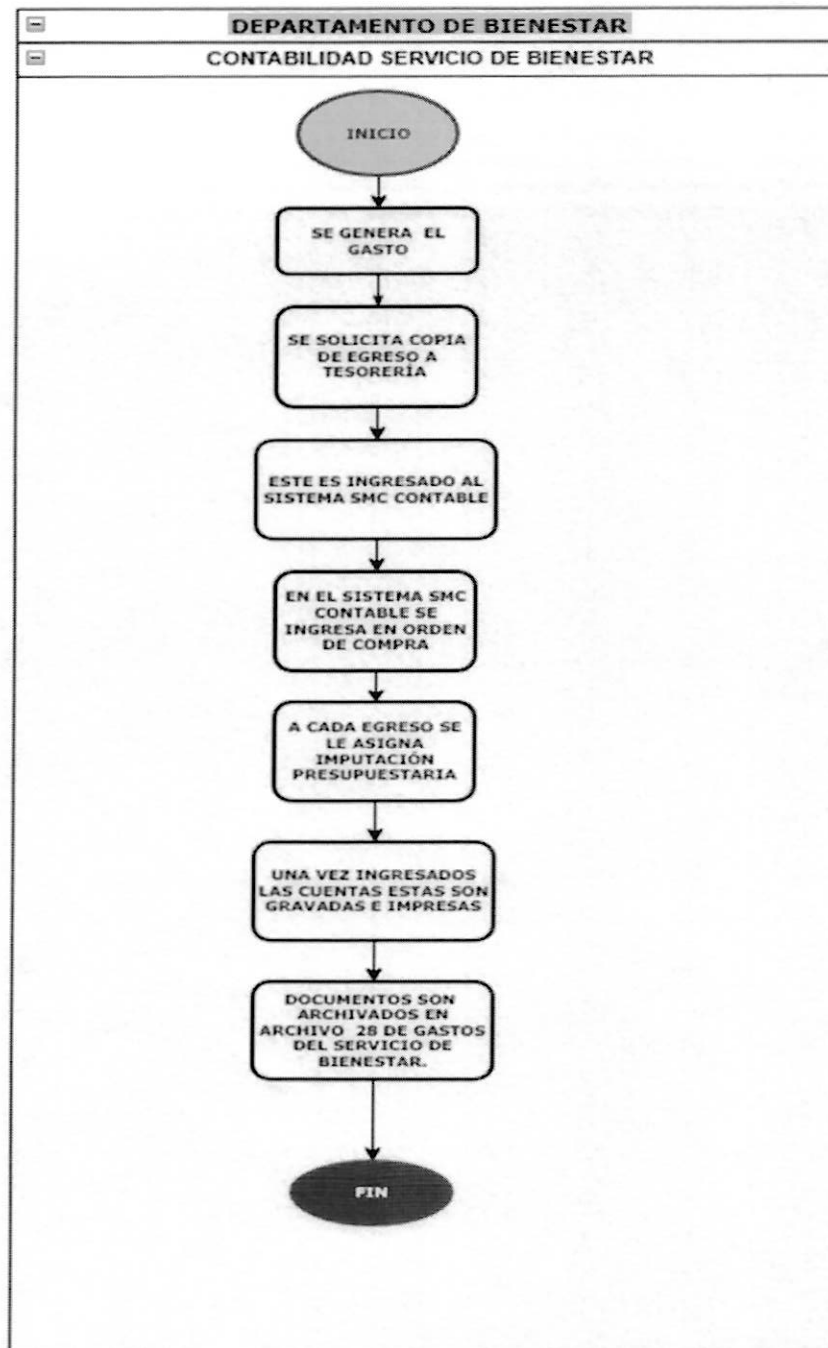 DEPARTAMENTO DE BIENESTAR
CONTABILIDAD SERVICIO DE BIENESTAR
INICIO
SE GENERA EL
GASTO
SE SOLICITA COPIA
DE EGRESO A
TESORERÍA
ESTE ES INGRESADO AL
SISTEMA SMC CONTABLE
EN EL SISTEMA SMC
CONTABLE SE
INGRESA EN ORDEN
DE COMPRA
A CADA EGRESO SE
LE ASIGNA
IMPUTACIÓN
PRESUPUESTARIA
UNA VEZ INGRESADOS
LAS CUENTAS ESTAS SON
GRAVADAS E IMPRESAS
DOCUMENTOS SON
ARCHIVADOS EN
ARCHIVO 28 DE GASTOS
DEL SERVICIO DE
BIENESTAR.
FIN